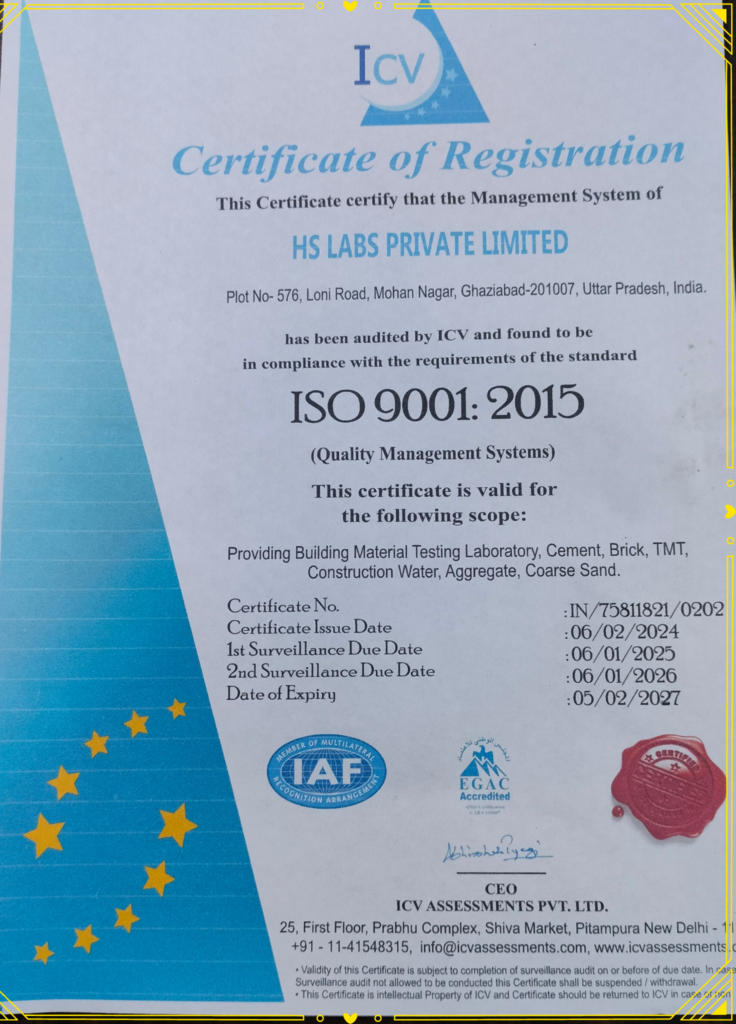 ICV
Certificate of Registration
This Certificate certify that the Management System of
HS LABS PRIVATE LIMITED
Plot No- 576, Loni Road, Mohan Nagar, Ghaziabad-201007, Uttar Pradesh, India.
has been audited by ICV and found to be
in compliance with the requirements of the standard
ISO 9001: 2015
(Quality Management Systems)
This certificate is valid for
the following scope:
Providing Building Material Testing Laboratory, Cement, Brick, TMT,
Construction Water, Aggregate, Coarse Sand.
Certificate No. :IN/75811821/0202
Certificate Issue Date :06/02/2024
1st Surveillance Due Date :06/01/2025
2nd Surveillance Due Date :06/01/2026
Date of Expiry :05/02/2027
MEMBER OF MULTILATERAL
IAF
RECOGNITION ARRANGEMENT
EGAC
Accredited
CERTIFIED
CEO
ICV ASSESSMENTS PVT. LTD.
25, First Floor, Prabhu Complex, Shiva Market, Pitampura New Delhi - 11
+91 - 11-41548315, info@icvassessments.com, www.icvassessments.c
• Validity of this Certificate is subject to completion of surveillance audit on or before of due date. In case
Surveillance audit not allowed to be conducted this Certificate shall be suspended / withdrawal.
• This Certificate is intellectual Property of ICV and Certificate should be returned to ICV in case of non